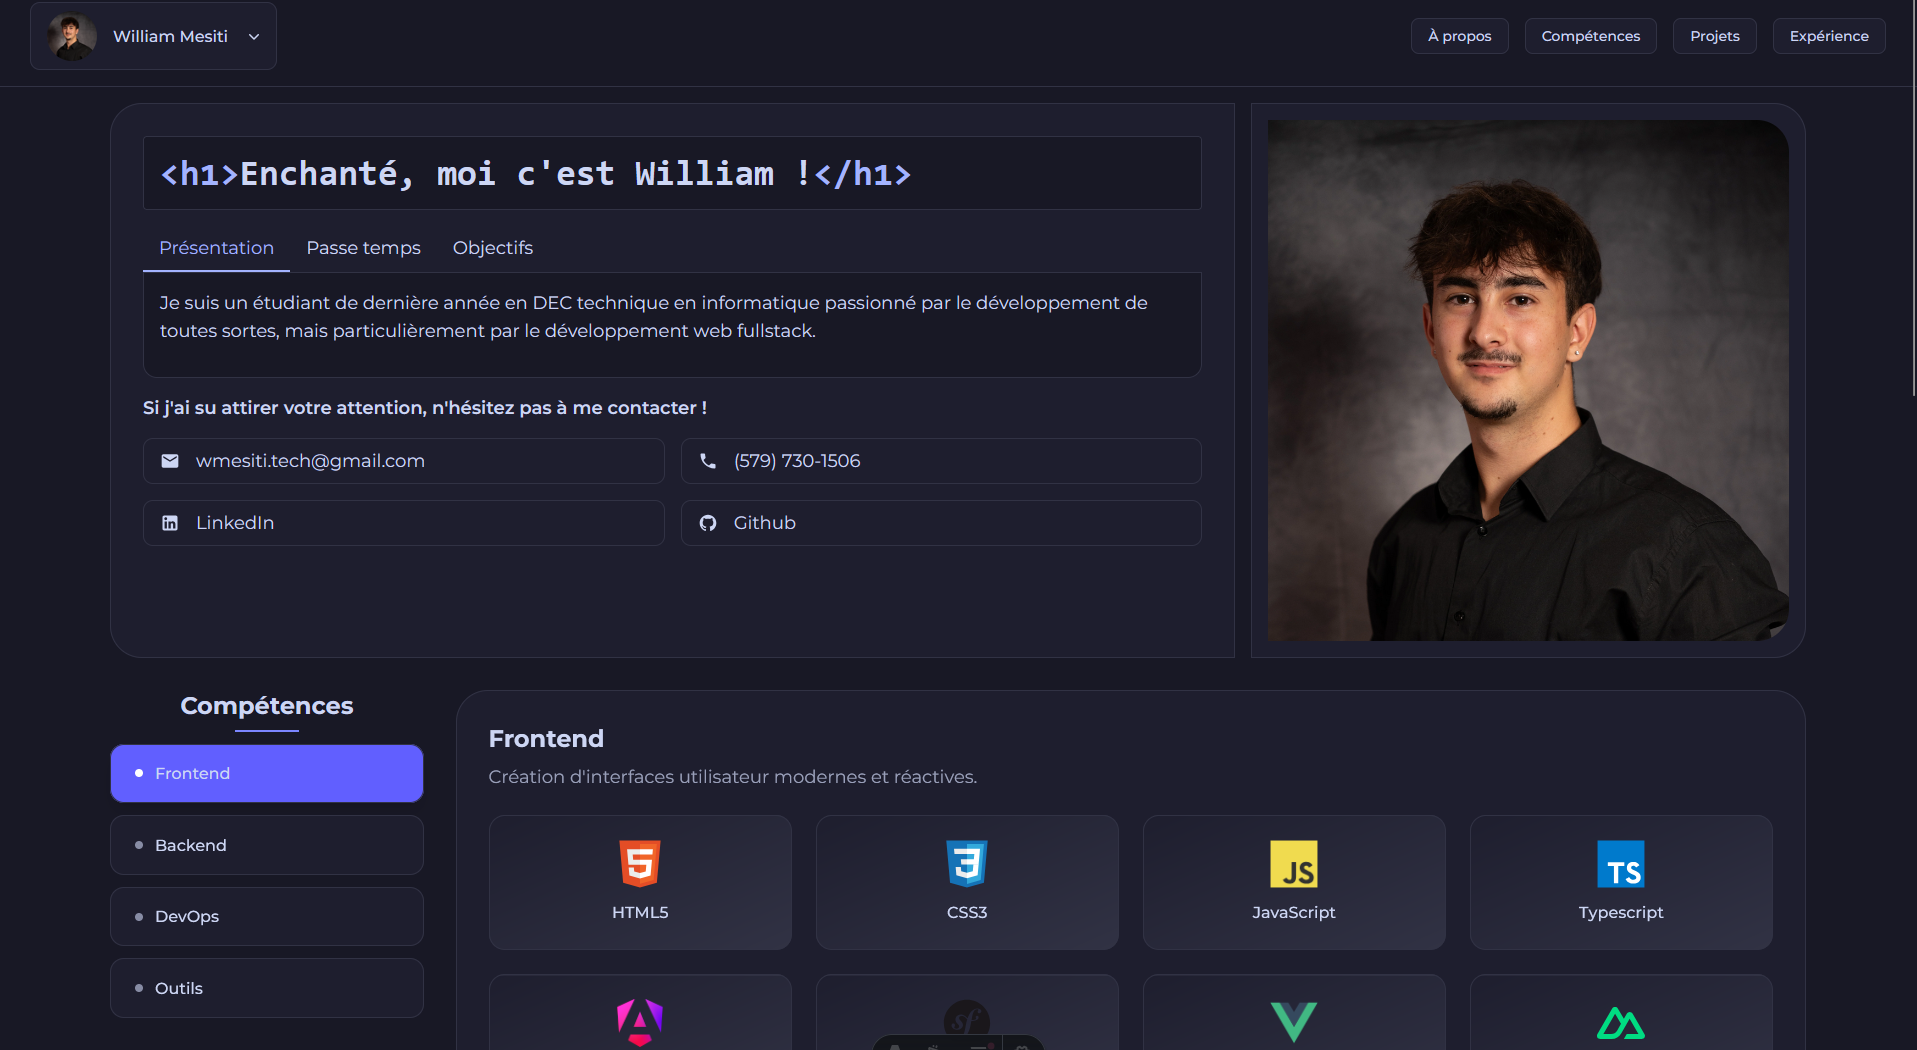 William Mesiti
À propos
Compétences
Projets
Expérience
<h1>Enchanté, moi c'est William !</h1>
Présentation
Passe temps
Objectifs
Je suis un étudiant de dernière année en DEC technique en informatique passionné par le développement de
toutes sortes, mais particulièrement par le développement web fullstack.
Si j'ai su attirer votre attention, n'hésitez pas à me contacter !
wmesiti.tech@gmail.com
(579) 730-1506
LinkedIn
Github
Compétences
Frontend
Backend
DevOps
Outils
Frontend
Création d'interfaces utilisateur modernes et réactives.
5
3
JS
TS
HTML5
CSS3
JavaScript
Typescript
sf